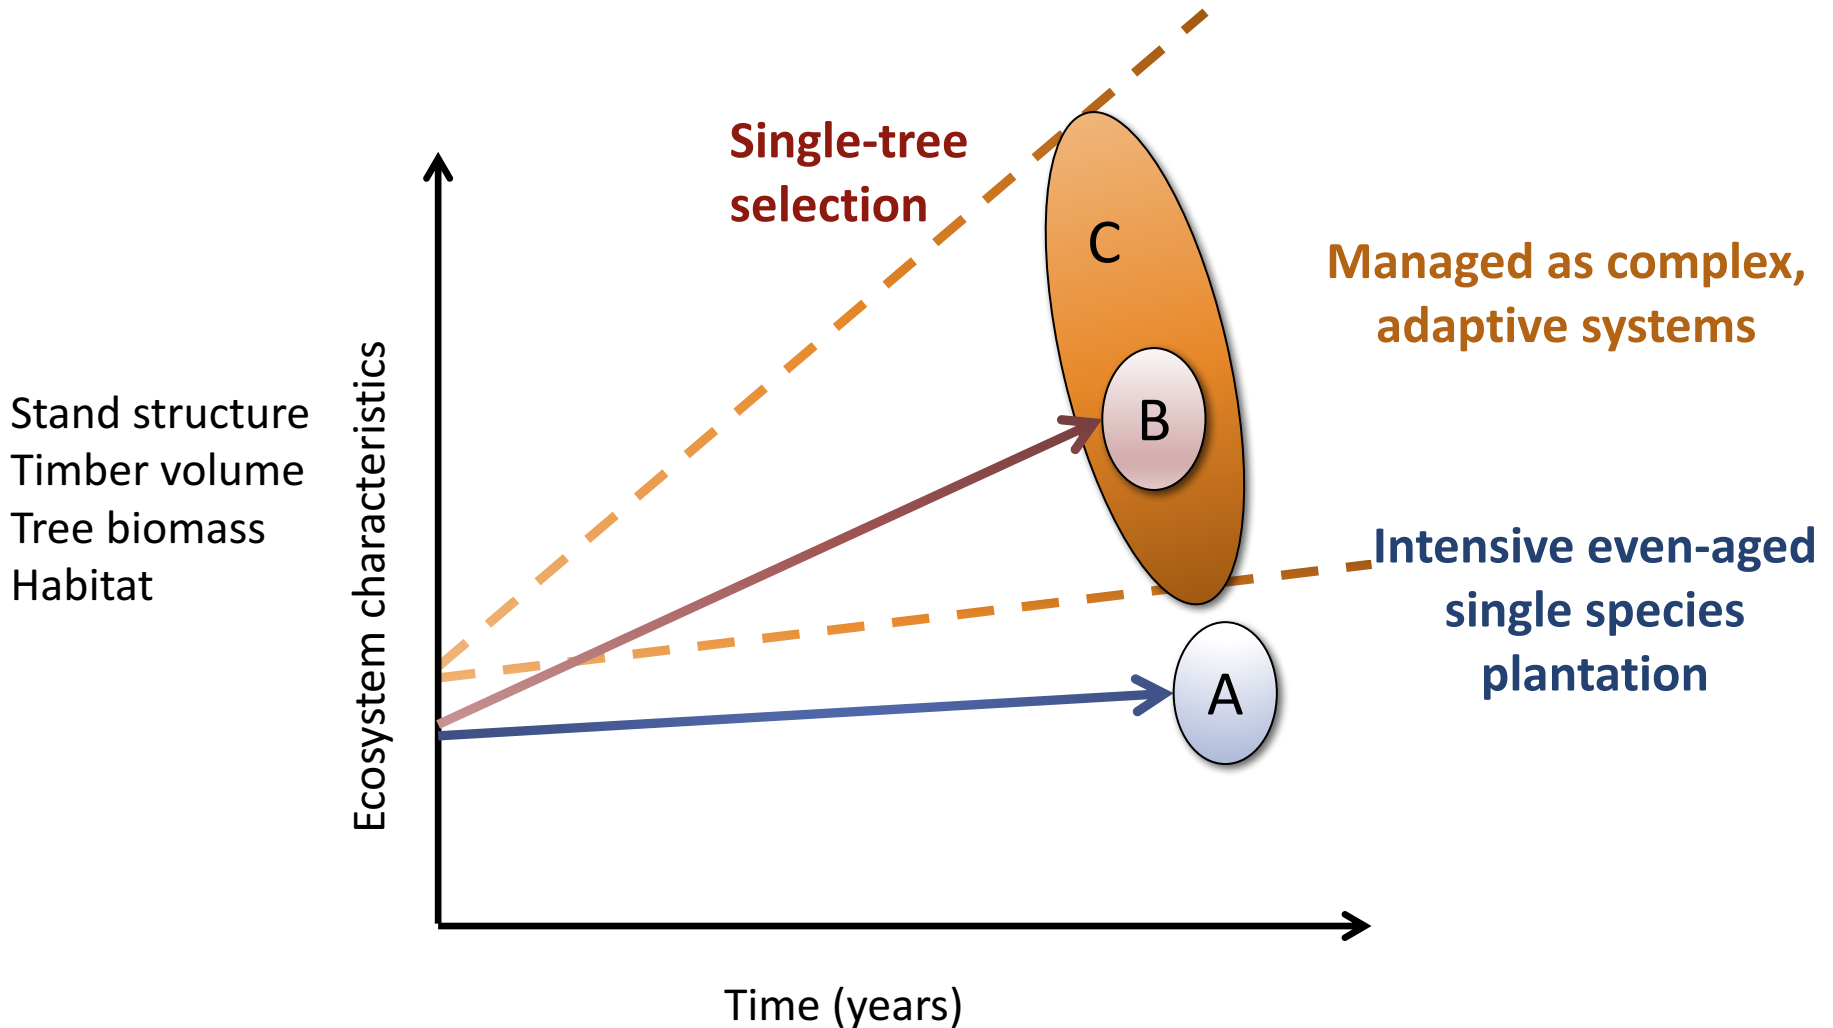 Single-tree
selection
C
Managed as complex,
adaptive systems
Stand structure
Timber volume
Tree biomass
Habitat
Ecosystem characteristics
B
Intensive even-aged
single species
plantation
A
Time (years)